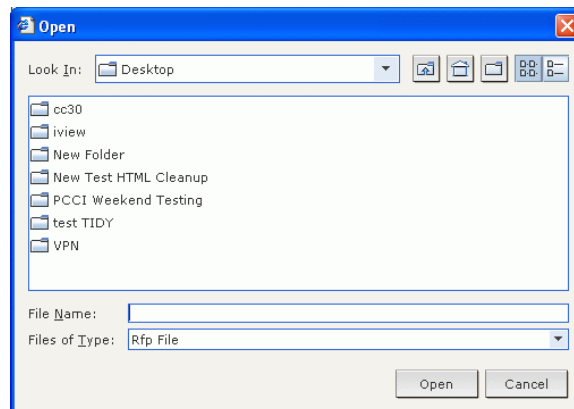 Open
Look In: Desktop
cc30
iview
New Folder
New Test HTML Cleanup
PCCI Weekend Testing
test TIDY
VPN
File Name:
Files of Type: Rfp File
Open Cancel